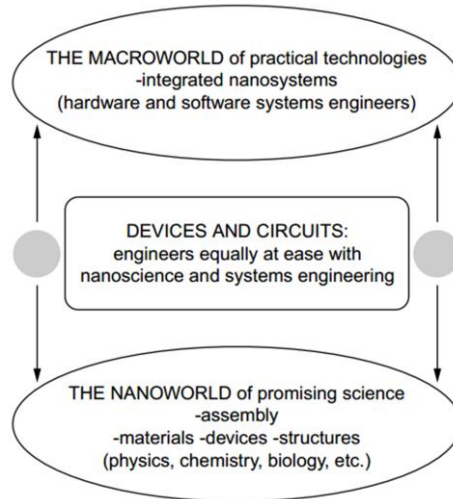 THE MACROWORLD of practical technologies
-integrated nanosystems
(hardware and software systems engineers)
DEVICES AND CIRCUITS:
engineers equally at ease with
nanoscience and systems engineering
THE NANOWORLD of promising science
-assembly
-materials -devices -structures
(physics, chemistry, biology, etc.)